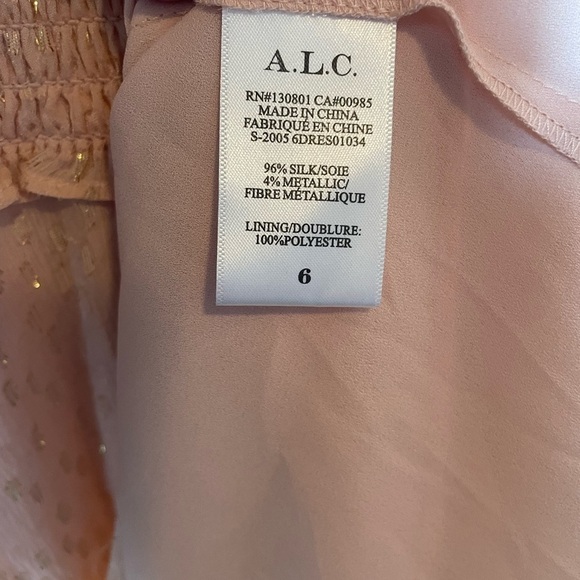 A.L.C.
RN#130801 CA#00985
MADE IN CHINA
FABRIQUÉ EN CHINE
S-2005 6DRES01034
96% SILK/SOIE
4% METALLIC/
FIBRE MÉTALLIQUE
LINING/DOUBLURE:
100%POLYESTER
6